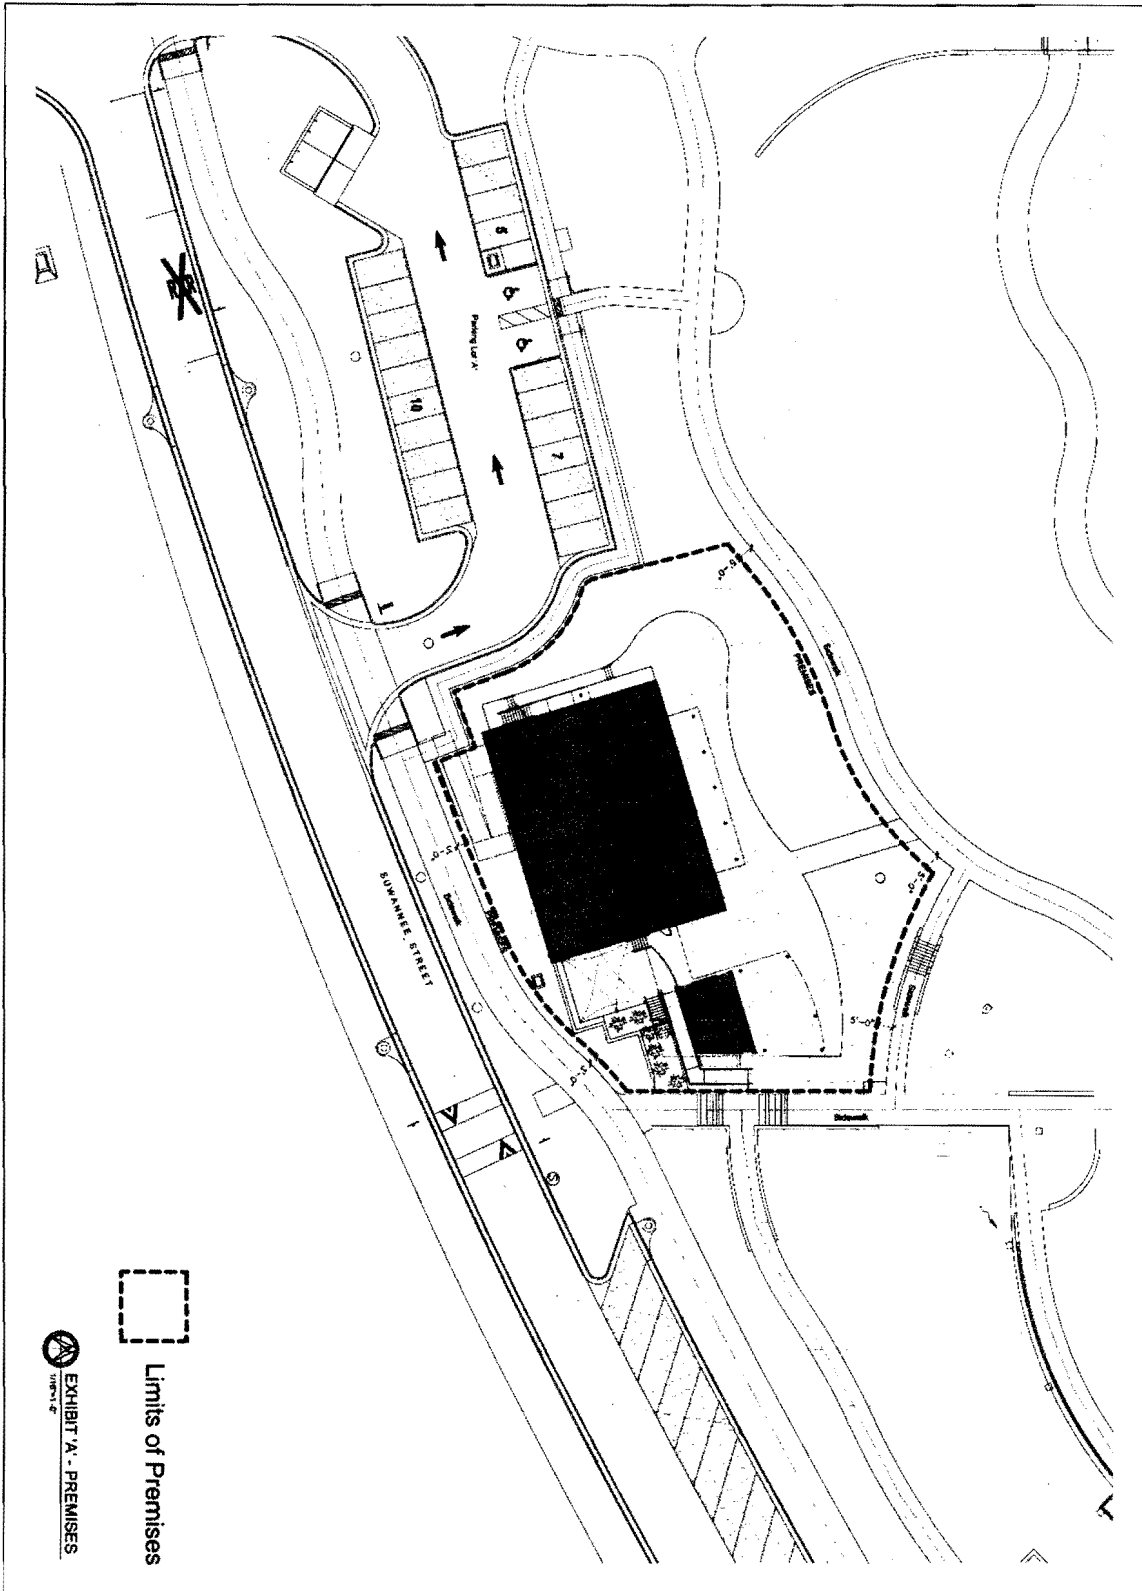 5
Parking Lot 'A'
10
7
5'-0"
Sidewalk
PREMISES
5'-0"
5'-0"
Sidewalk
SUWANNEE STREET
Sidewalk
5'-0"
5'-0"
Sidewalk
Limits of Premises
EXHIBIT 'A' - PREMISES